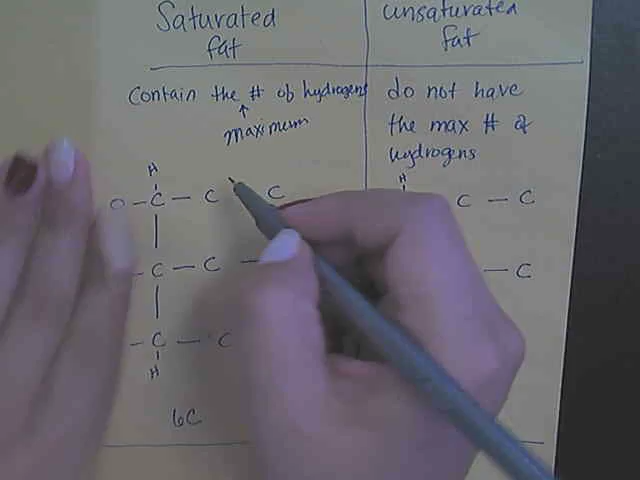 Saturated
fat
unsaturated
fat
Contain the # of hydrogens
↑
maximum
do not have
the max # of
hydrogens
H
O - C - C C
- C - C -
- C - C
H
6C
H
C - C
- C